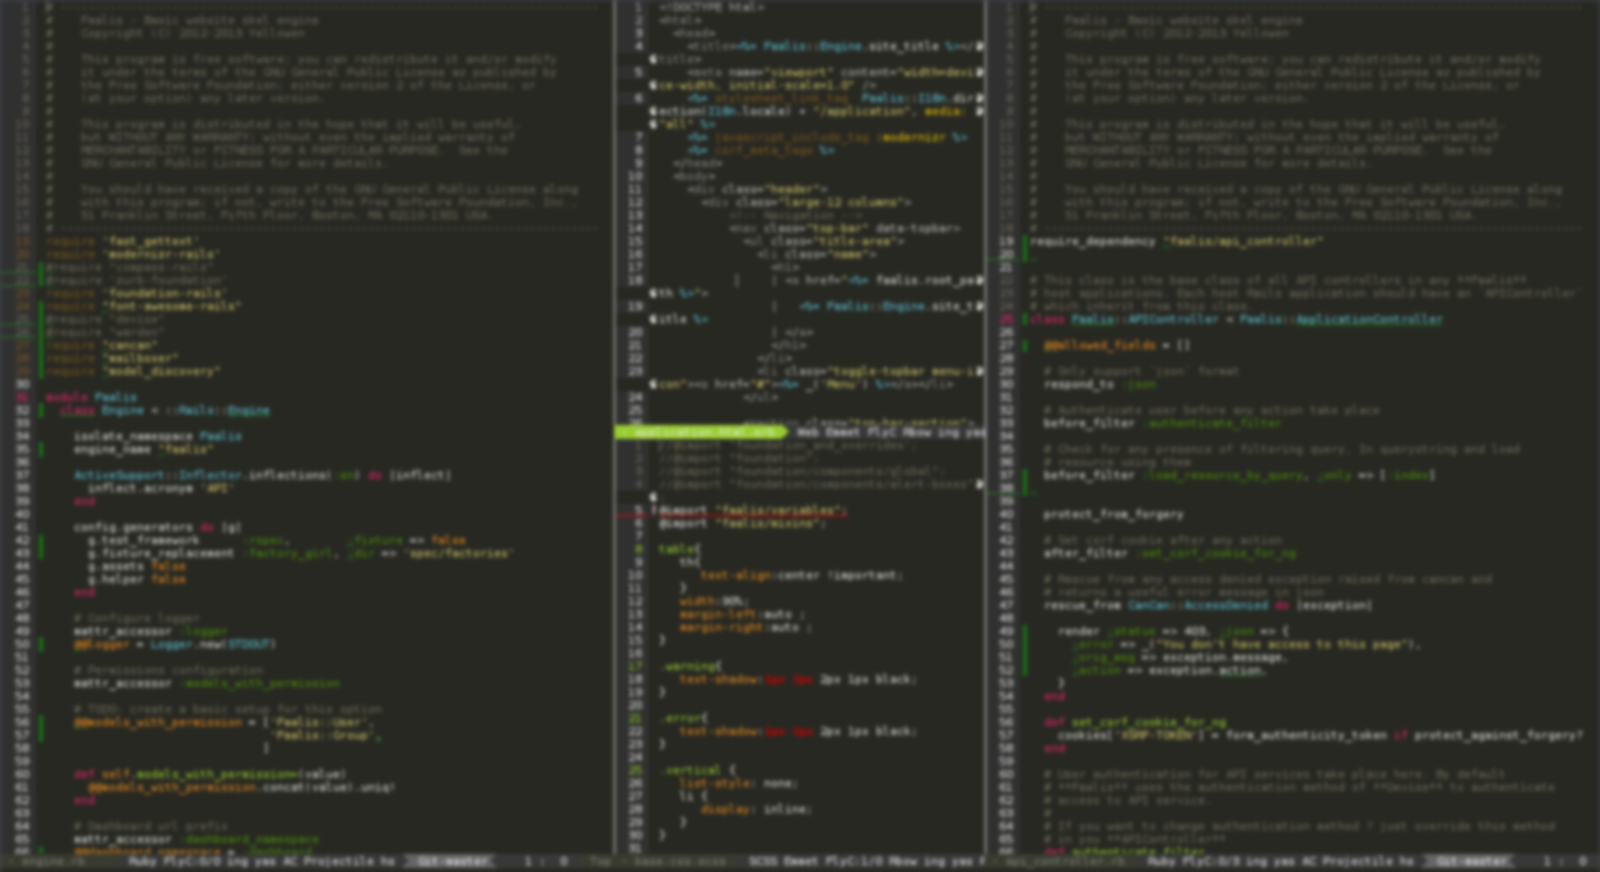 # Faalis - Basic website skel engine
# Copyright (C) 2012-2013 Yellowen
#
# This program is free software; you can redistribute it and/or modify
# it under the terms of the GNU General Public License as published by
# the Free Software Foundation; either version 2 of the License, or
# (at your option) any later version.
#
# This program is distributed in the hope that it will be useful,
# but WITHOUT ANY WARRANTY; without even the implied warranty of
# MERCHANTABILITY or FITNESS FOR A PARTICULAR PURPOSE. See the
# GNU General Public License for more details.
#
# You should have received a copy of the GNU General Public License along
# with this program; if not, write to the Free Software Foundation, Inc.,
# 51 Franklin Street, Fifth Floor, Boston, MA 02110-1301 USA.
require "fast_gettext"
require "modernizr-rails"
#require "compass-rails"
#require 'zurb-foundation'
require "foundation-rails"
require "font-awesome-rails"
#require "devise"
#require "warden"
require "cancan"
require "mailboxer"
require "model_discovery"
module Faalis
class Engine < ::Rails::Engine
isolate_namespace Faalis
engine_name "faalis"
ActiveSupport::Inflector.inflections(:en) do |inflect|
inflect.acronym 'API'
end
config.generators do |g|
g.test_framework :rspec, :fixture => false
g.fixture_replacement :factory_girl, :dir => 'spec/factories'
g.assets false
g.helper false
end
# Configure logger
mattr_accessor :logger
@@logger = Logger.new(STDOUT)
# Permissions configuration
mattr_accessor :models_with_permission
# TODO: create a basic setup for this option
@@models_with_permission = ["Faalis::User",
"Faalis::Group",
]
def self.models_with_permission=(value)
@@models_with_permission.concat(value).uniq!
end
# Dashboard url prefix
mattr_accessor :dashboard_namespace
engine.rb Ruby FlyC:0/0 ing yas AC Projectile ho Git-master 1: 0
<!DOCTYPE html>
<html>
<head>
<title><%= Faalis::Engine.site_title %></
title>
<meta name="viewport" content="width=devi
ce-width, initial-scale=1.0" />
<%= stylesheet_link_tag Faalis::I18n.dir
ection(I18n.locale) + "/application", media:
"all" %>
<%= javascript_include_tag :modernizr %>
<%= csrf_meta_tags %>
</head>
<body>
<div class="header">
<div class="large-12 columns">
<!-- Navigation -->
<nav class="top-bar" data-topbar>
<ul class="title-area">
<li class="name">
<h1>
| <a href="<%= faalis.root_pa
th %>">
| <%= Faalis::Engine.site_t
itle %>
| </a>
</h1>
</li>
<li class="toggle-topbar menu-i
con"><a href="#"><%= _('Menu') %></a></li>
</ul>
application.html.erb Web Emmet FlyC Mbow ing yas
//@import "foundation";
//@import "foundation/components/global";
//@import "foundation/components/alert-boxes"
;
@import "faalis/variables";
@import "faalis/mixins";
table{
th{
text-align:center !important;
}
width:90%;
margin-left:auto ;
margin-right:auto ;
}
.warning{
text-shadow:1px 3px 2px 1px black;
}
.error{
text-shadow:1px 3px 2px 1px black;
}
.vertical {
list-style: none;
li {
display: inline;
}
}
Top - base.css.scss SCSS Emmet FlyC:1/0 Mbow ing yas
# Faalis - Basic website skel engine
# Copyright (C) 2012-2013 Yellowen
#
# This program is free software; you can redistribute it and/or modify
# it under the terms of the GNU General Public License as published by
# the Free Software Foundation; either version 2 of the License, or
# (at your option) any later version.
#
# This program is distributed in the hope that it will be useful,
# but WITHOUT ANY WARRANTY; without even the implied warranty of
# MERCHANTABILITY or FITNESS FOR A PARTICULAR PURPOSE. See the
# GNU General Public License for more details.
#
# You should have received a copy of the GNU General Public License along
# with this program; if not, write to the Free Software Foundation, Inc.,
# 51 Franklin Street, Fifth Floor, Boston, MA 02110-1301 USA.
require_dependency "faalis/api_controller"
# This class is the base class of all API controllers in any **Faalis**
# host applications. Each host Rails application should have an `APIController`
# which inherit from this class.
class Faalis::APIController < Faalis::ApplicationController
@@allowed_fields = []
# Only support `json` format
respond_to :json
# Authenticate user before any action take place
before_filter :authenticate_filter
# Check for any presence of filtering query, In querystring and load
# resource using them
before_filter :load_resource_by_query, :only => [:index]
protect_from_forgery
# Set csrf cookie after any action
after_filter :set_csrf_cookie_for_ng
# Rescue from any access denied exception raised from cancan and
# returns a useful error message in json
rescue_from CanCan::AccessDenied do |exception|
render :status => 403, :json => {
:error => _("You don't have access to this page"),
:orig_msg => exception.message,
:action => exception.action,
}
end
def set_csrf_cookie_for_ng
cookies['XSRF-TOKEN'] = form_authenticity_token if protect_against_forgery?
end
# User authentication for API services take place here. By default
# **Faalis** uses the authentication method of **Devise** to authenticate
# access to API service.
#
# If you want to change authentication method ? just override this method
# in you **APIController**
def authenticate_filter
api_controller.rb Ruby FlyC:0/3 ing yas AC Projectile ho Git-master 1: 0